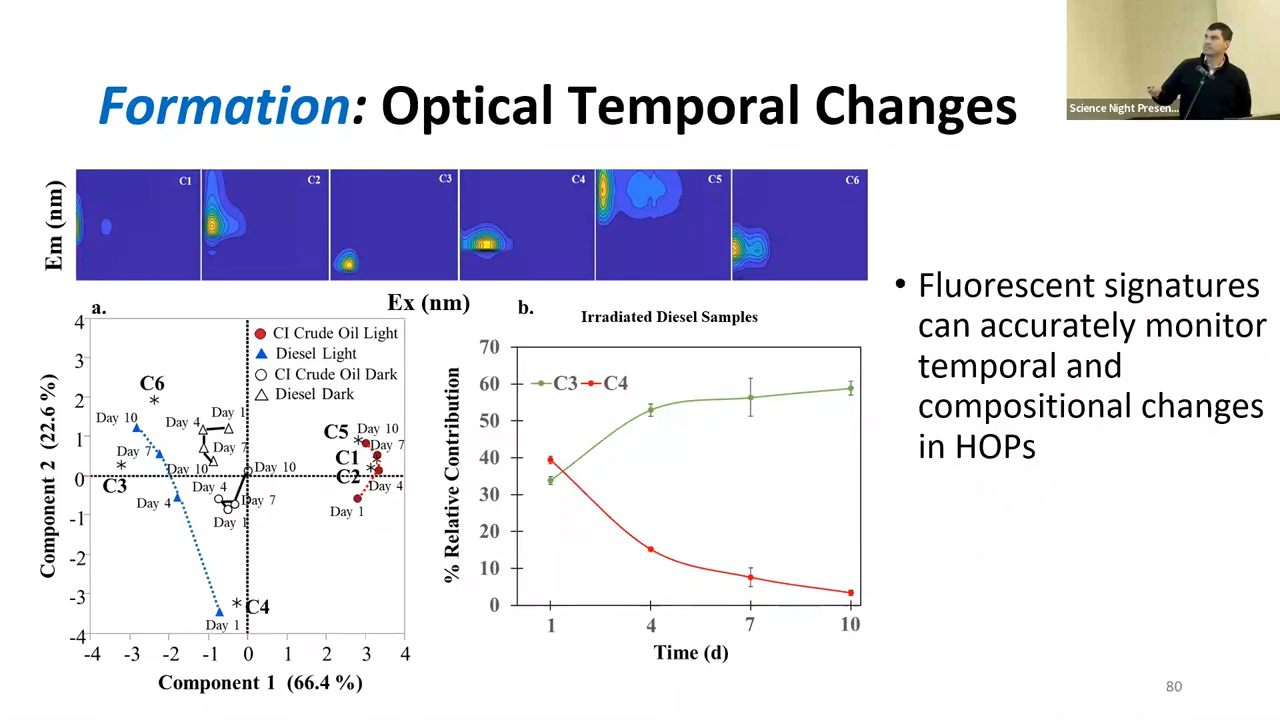 Science Night Presen...
Formation: Optical Temporal Changes
Em (nm)
C1
C2
C3
C4
C5
C6
Ex (nm)
a.
4
3
2
1
0
-1
-2
-3
-4
-4
-3
-2
-1
0
1
2
3
4
Component 2 (22.6 %)
Component 1 (66.4 %)
CI Crude Oil Light
Diesel Light
CI Crude Oil Dark
Diesel Dark
C6
Day 10
Day 7
C3
Day 4
Day 1
C4
Day 4
Day 1
Day 7
Day 10
Day 10
Day 4
Day 7
Day 1
C5
Day 10
Day 7
C1
C2
Day 4
Day 1
b.
Irradiated Diesel Samples
% Relative Contribution
70
60
50
40
30
20
10
0
C3
C4
1
4
7
10
Time (d)
• Fluorescent signatures
can accurately monitor
temporal and
compositional changes
in HOPs
80